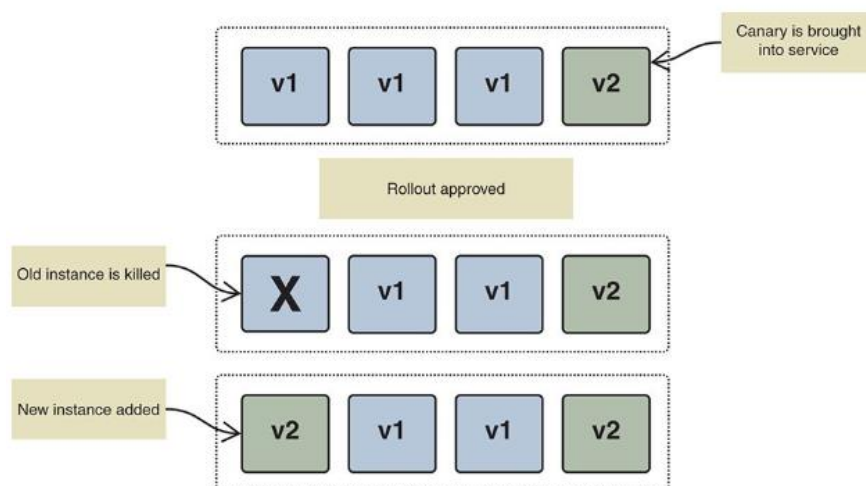 Canary is brought
into service
v1 v1 v1 v2
Rollout approved
Old instance is killed
X v1 v1 v2
New instance added
v2 v1 v1 v2